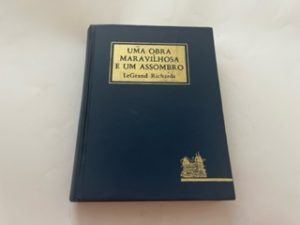 UMA OBRA
MARAVILHOSA
E UM ASSOMBRO
LeGrand Richards